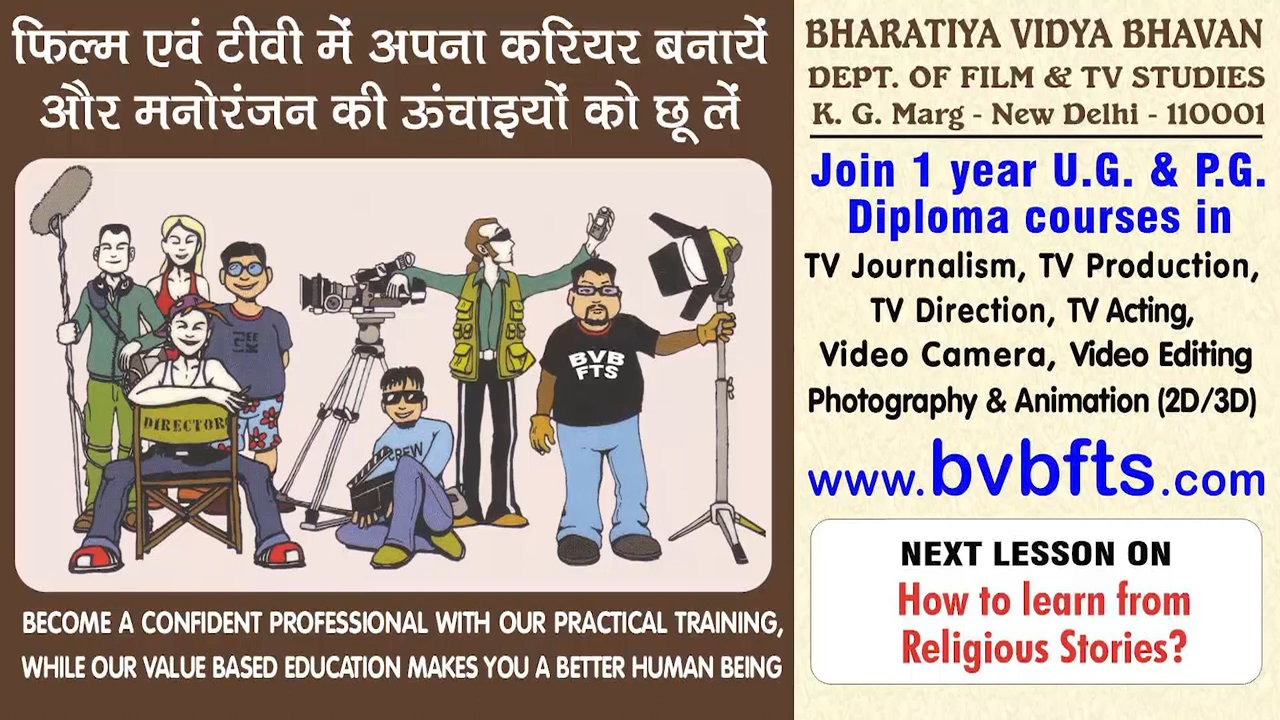 फिल्म एवं टीवी में अपना करियर बनायें
और मनोरंजन की ऊंचाइयों को छू लें
DIRECTOR
CREW
BVB
FTS
BECOME A CONFIDENT PROFESSIONAL WITH OUR PRACTICAL TRAINING,
WHILE OUR VALUE BASED EDUCATION MAKES YOU A BETTER HUMAN BEING
BHARATIYA VIDYA BHAVAN
DEPT. OF FILM & TV STUDIES
K. G. Marg - New Delhi - 110001
Join 1 year U.G. & P.G.
Diploma courses in
TV Journalism, TV Production,
TV Direction, TV Acting,
Video Camera, Video Editing
Photography & Animation (2D/3D)
www.bvbfts.com
NEXT LESSON ON
How to learn from
Religious Stories?